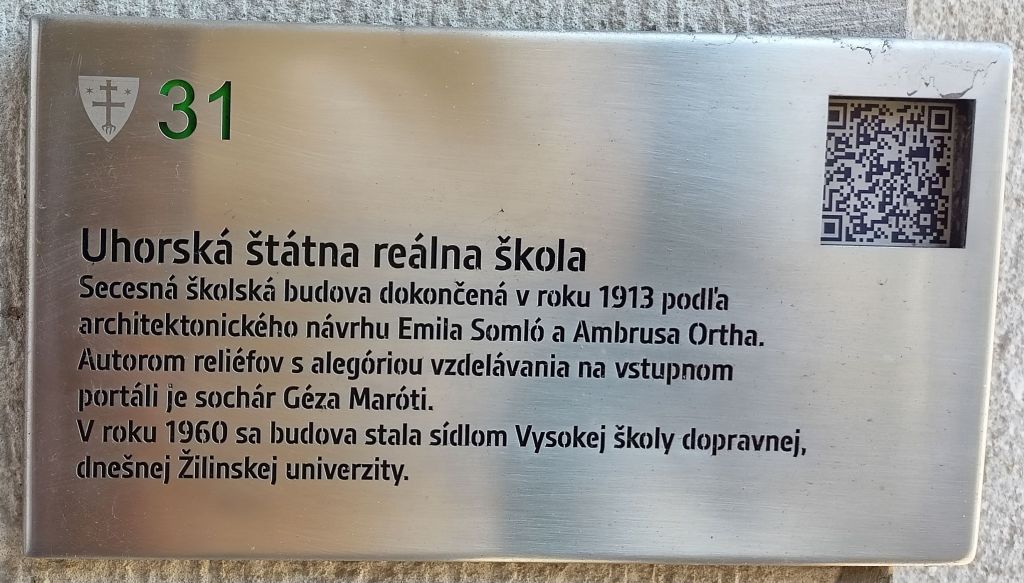 31
Uhorská štátna reálna škola
Secesná školská budova dokončená v roku 1913 podľa
architektonického návrhu Emila Somló a Ambrusa Ortha.
Autorom reliéfov s alegóriou vzdelávania na vstupnom
portáli je sochár Géza Maróti.
V roku 1960 sa budova stala sídlom Vysokej školy dopravnej,
dnešnej Žilinskej univerzity.